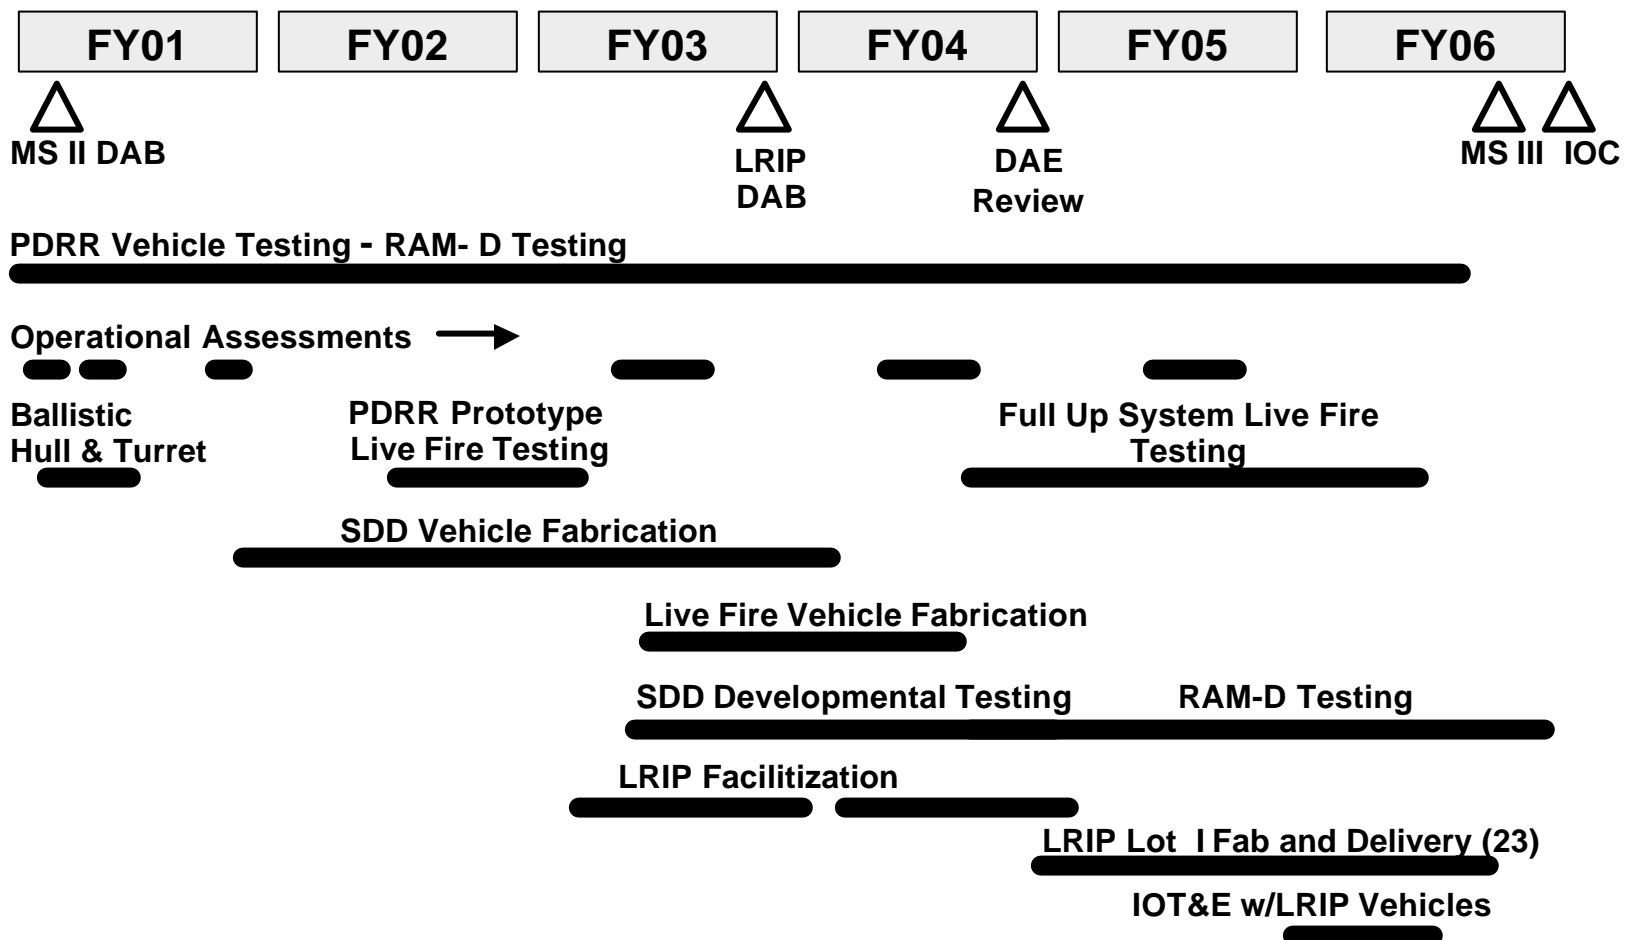 FY01 FY02 FY03 FY04 FY05 FY06
MS II DAB
LRIP
DAB
DAE
Review
MS III IOC
PDRR Vehicle Testing - RAM- D Testing
Operational Assessments
Ballistic
Hull & Turret
PDRR Prototype
Live Fire Testing
Full Up System Live Fire
Testing
SDD Vehicle Fabrication
Live Fire Vehicle Fabrication
SDD Developmental Testing RAM-D Testing
LRIP Facilitization
LRIP Lot I Fab and Delivery (23)
IOT&E w/LRIP Vehicles